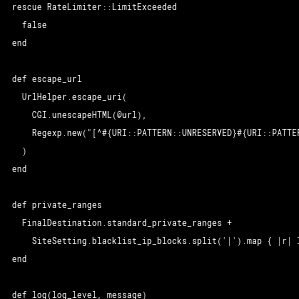 rescue RateLimiter::LimitExceeded
false
end
def escape_url
UrlHelper.escape_uri(
CGI.unescapeHTML(@url),
Regexp.new("[^#{URI::PATTERN::UNRESERVED}#{URI::PATTER
)
end
def private_ranges
FinalDestination.standard_private_ranges +
SiteSetting.blacklist_ip_blocks.split('|').map { |r|
end
def log(log_level, message)